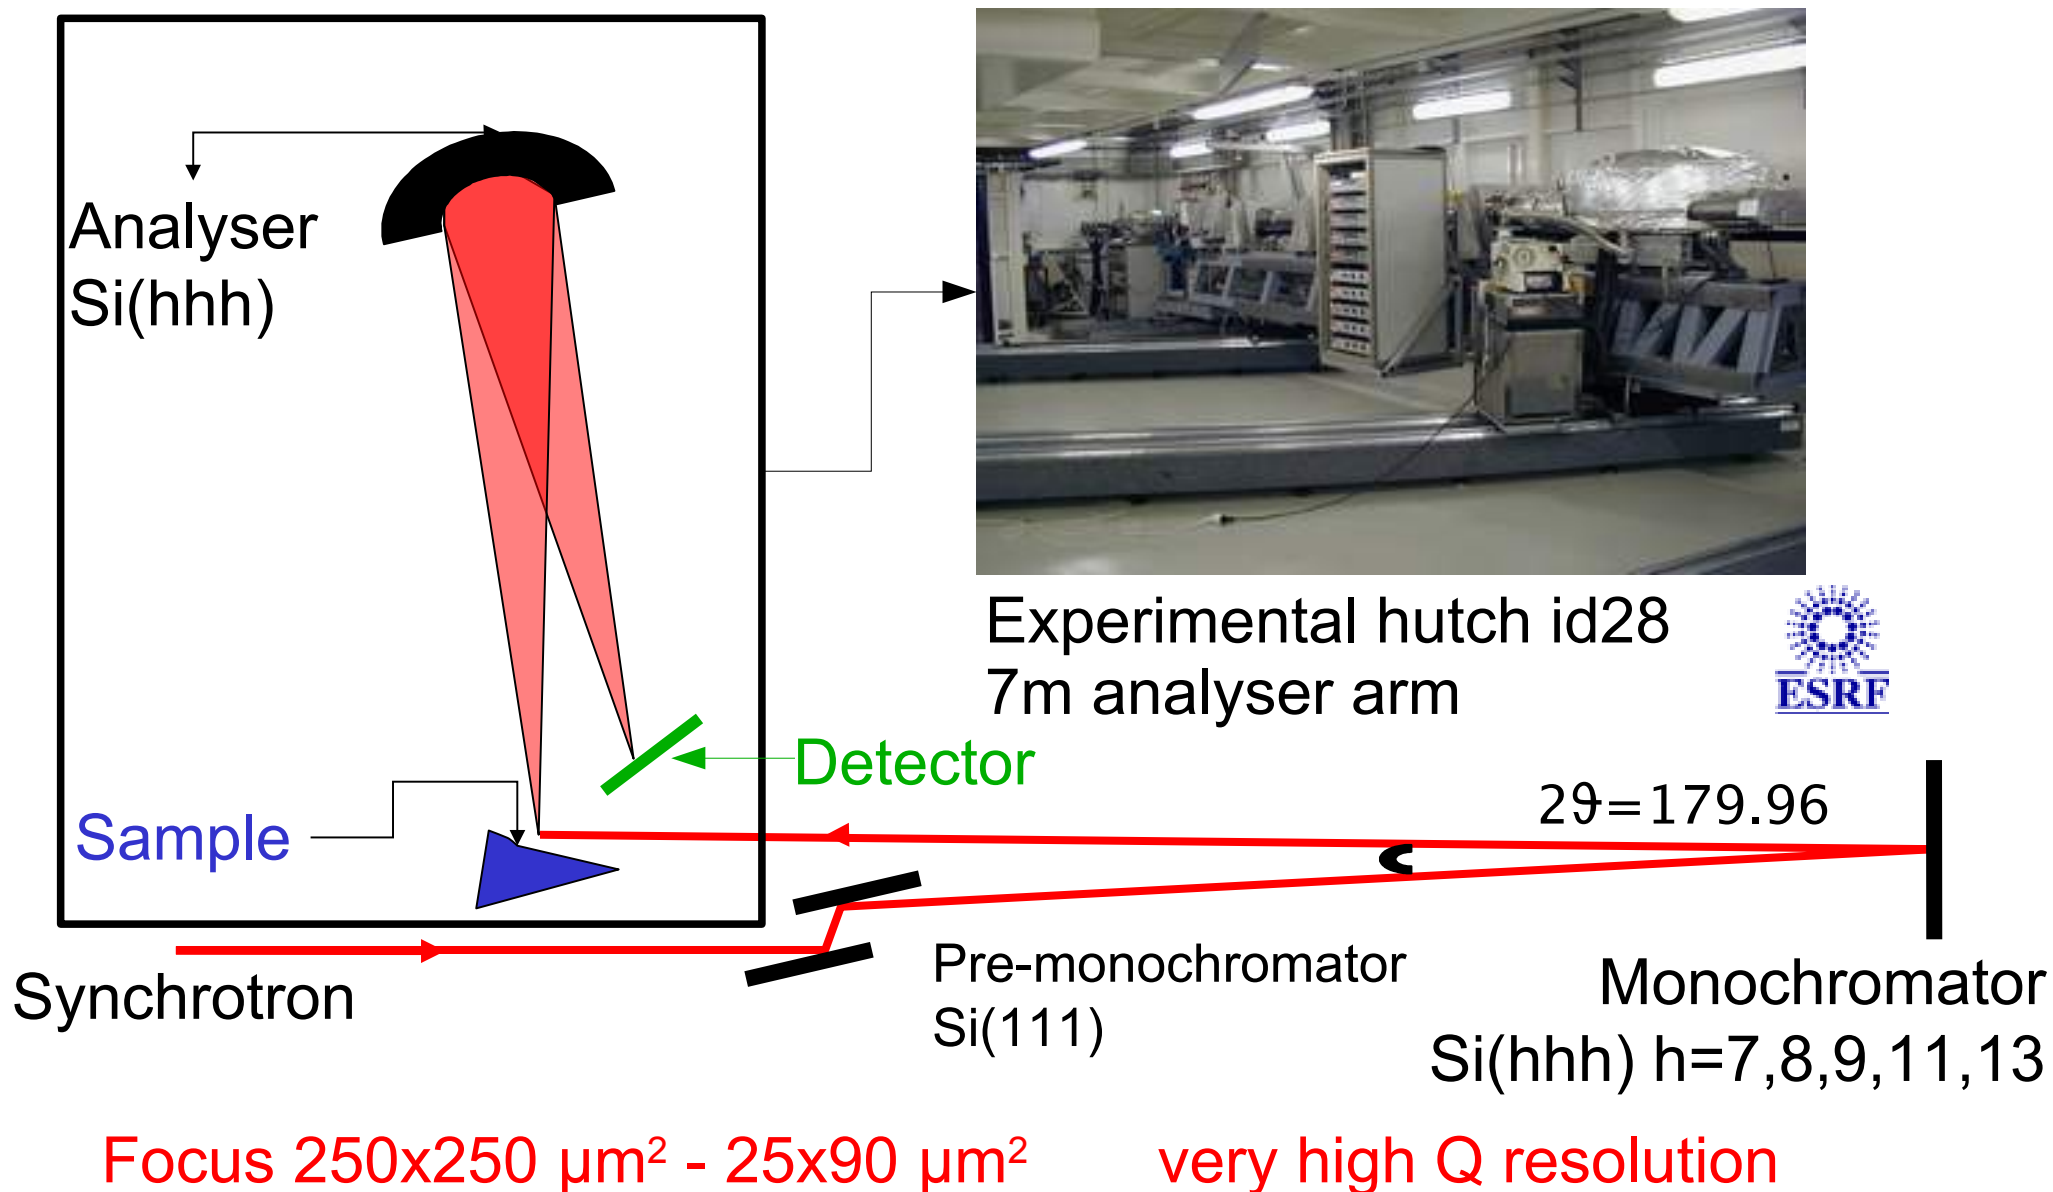 Analyser
Si(hhh)
Experimental hutch id28
7m analyser arm
ESRF
Detector
2ϑ=179.96
Sample
Synchrotron
Pre-monochromator
Si(111)
Monochromator
Si(hhh) h=7,8,9,11,13
Focus 250x250 µm² - 25x90 µm² very high Q resolution